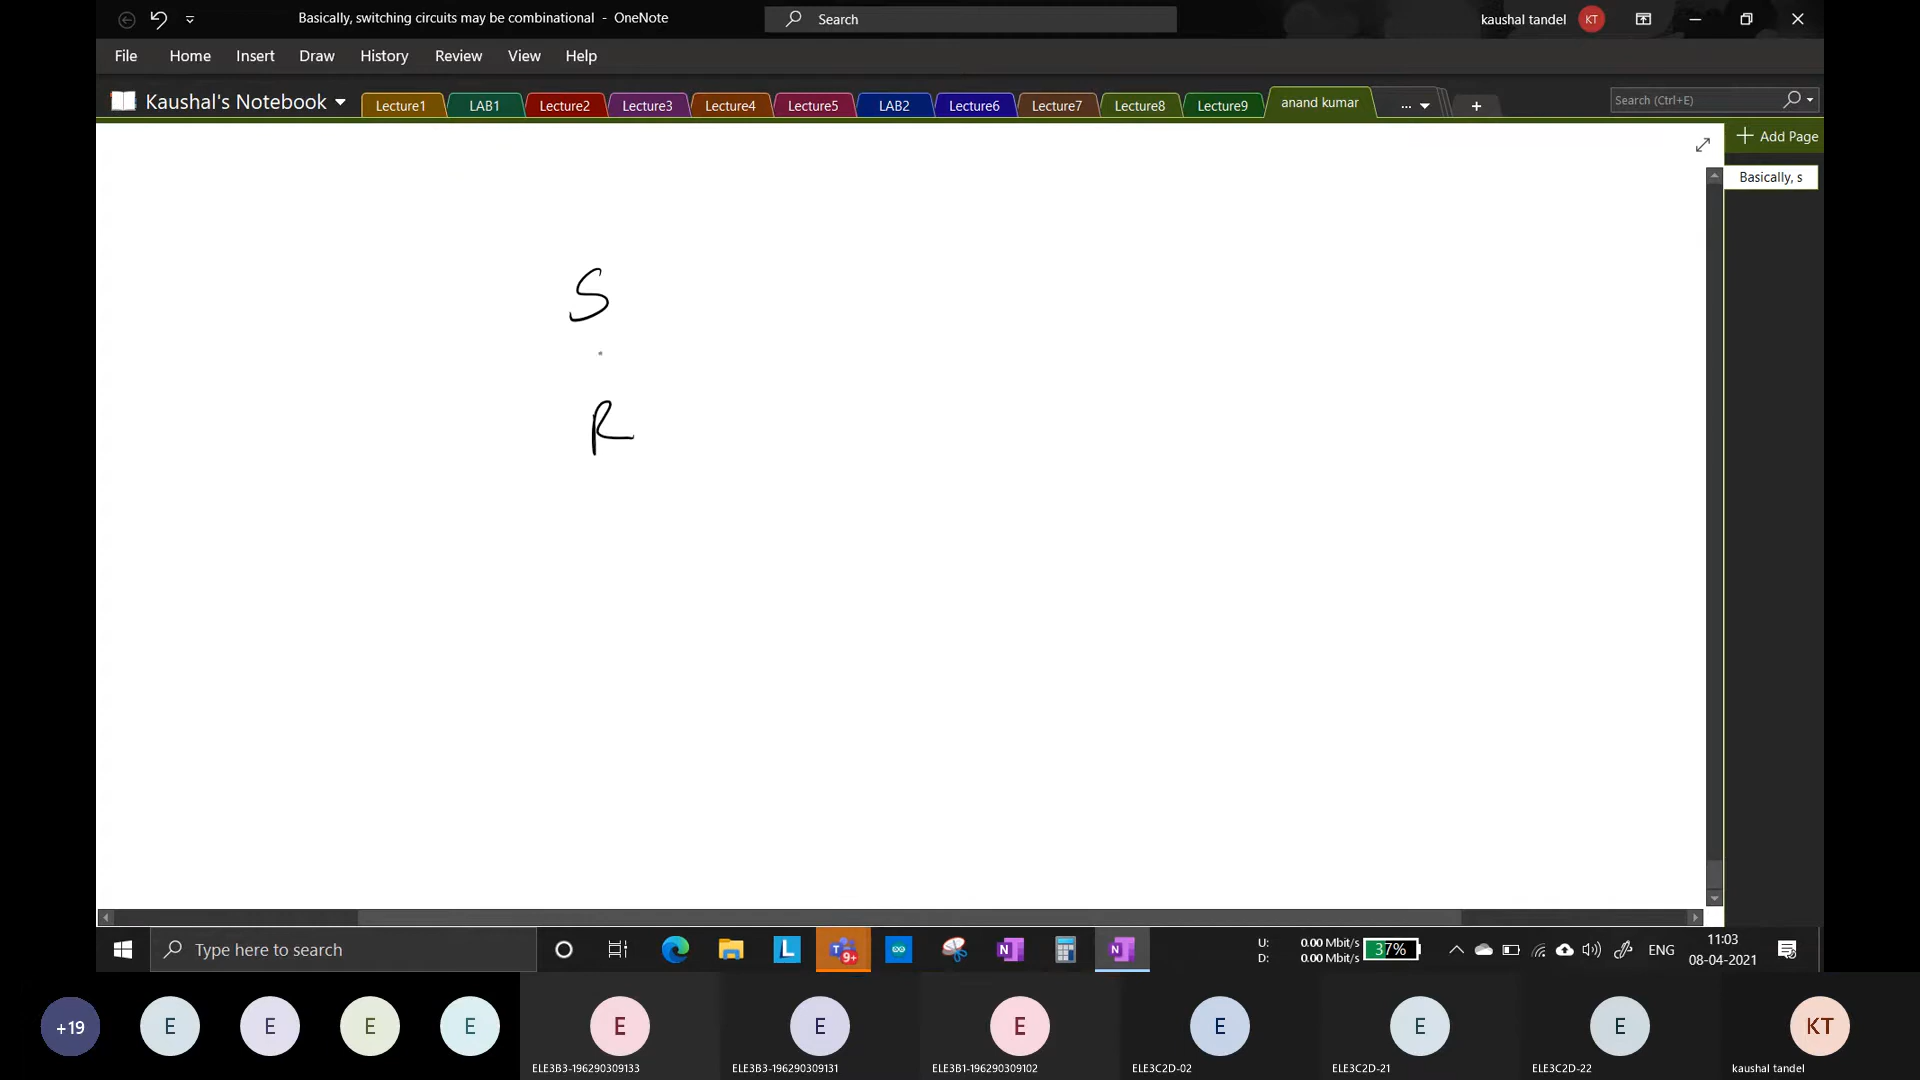 Basically, switching circuits may be combinational - OneNote
Search
kaushal tandel KT
File Home Insert Draw History Review View Help
Kaushal's Notebook Lecture1 LAB1 Lecture2 Lecture3 Lecture4 Lecture5 LAB2 Lecture6 Lecture7 Lecture8 Lecture9 anand kumar ... + Search (Ctrl+E)
+ Add Page
Basically, s
S
R
Type here to search
U: 0.00 Mbit/s
D: 0.00 Mbit/s
37%
ENG
11:03
08-04-2021
+19 E E E E E E E E E E KT
ELE3B3-196290309133 ELE3B3-196290309131 ELE3B1-196290309102 ELE3C2D-02 ELE3C2D-21 ELE3C2D-22 kaushal tandel